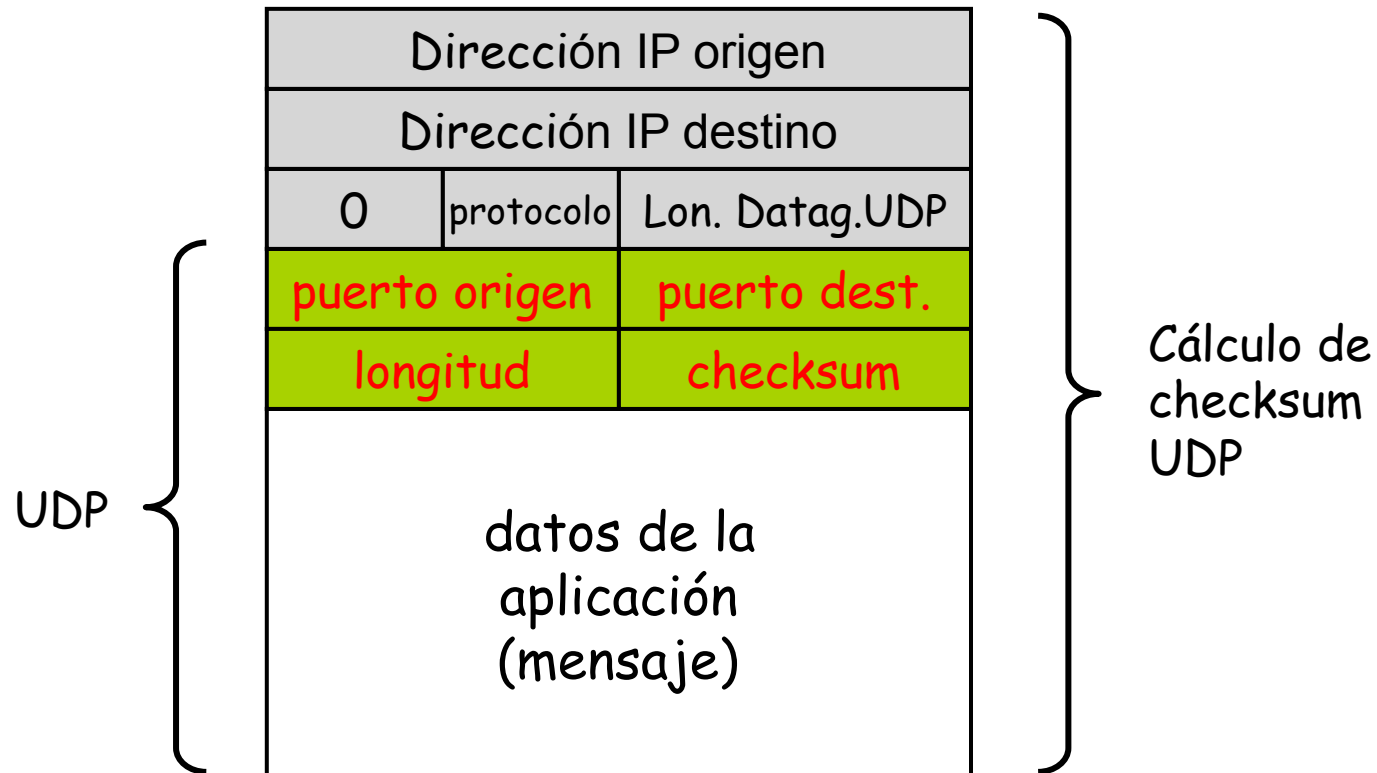 Dirección IP origen
Dirección IP destino
0
protocolo
Lon. Datag.UDP
puerto origen
puerto dest.
longitud
checksum
UDP
datos de la
aplicación
(mensaje)
Cálculo de
checksum
UDP